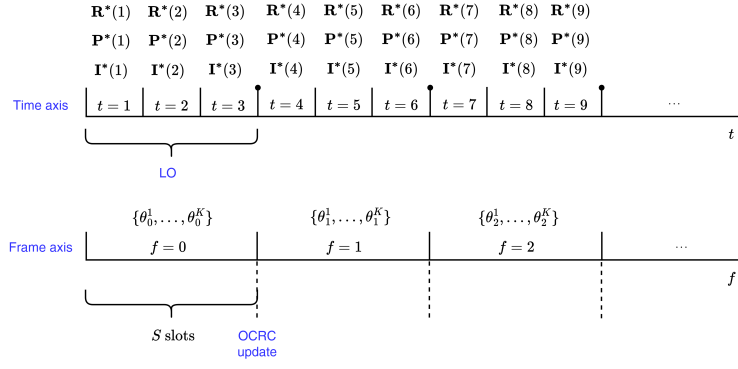 R*(1) R*(2) R*(3) R*(4) R*(5) R*(6) R*(7) R*(8) R*(9)
P*(1) P*(2) P*(3) P*(4) P*(5) P*(6) P*(7) P*(8) P*(9)
I*(1) I*(2) I*(3) I*(4) I*(5) I*(6) I*(7) I*(8) I*(9)
Time axis t = 1 t = 2 t = 3 t = 4 t = 5 t = 6 t = 7 t = 8 t = 9 ...
t
LO
{θ_0^1, ..., θ_0^K} {θ_1^1, ..., θ_1^K} {θ_2^1, ..., θ_2^K}
Frame axis f = 0 f = 1 f = 2 ...
f
S slots OCRC
update